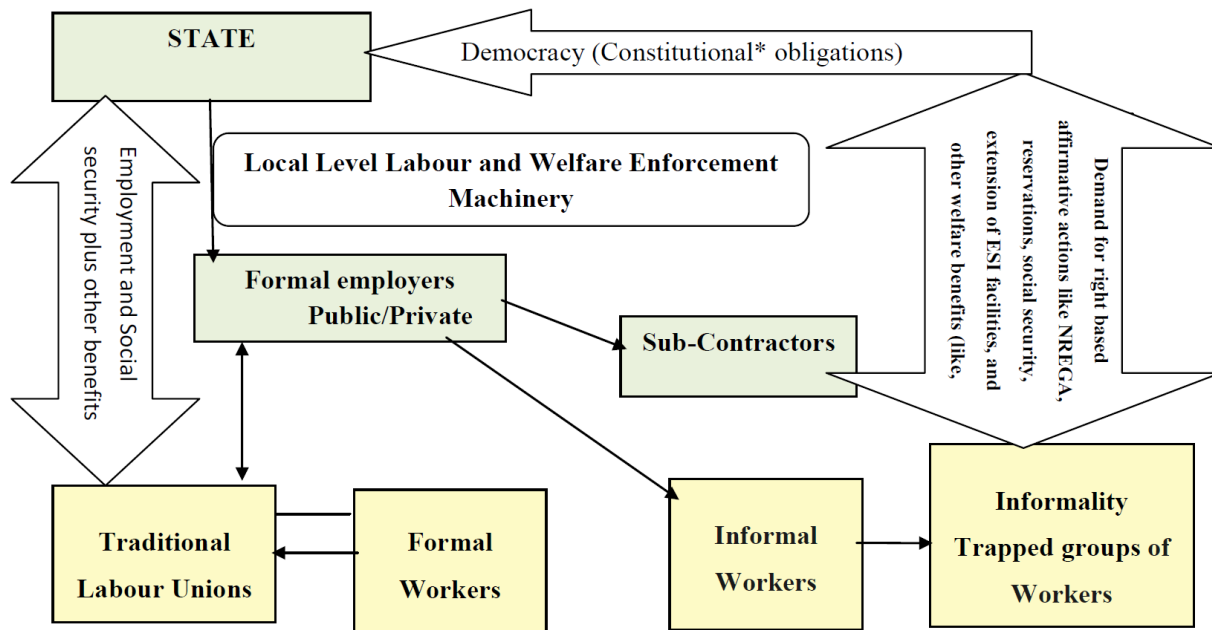 STATE
Democracy (Constitutional* obligations)
Employment and Social
security plus other benefits
Local Level Labour and Welfare Enforcement
Machinery
Demand for right based
affirmative actions like NREGA,
reservations, social security,
extension of ESI facilities, and
other welfare benefits (like,
Formal employers
Public/Private
Sub-Contractors
Traditional
Labour Unions
Formal
Workers
Informal
Workers
Informality
Trapped groups of
Workers